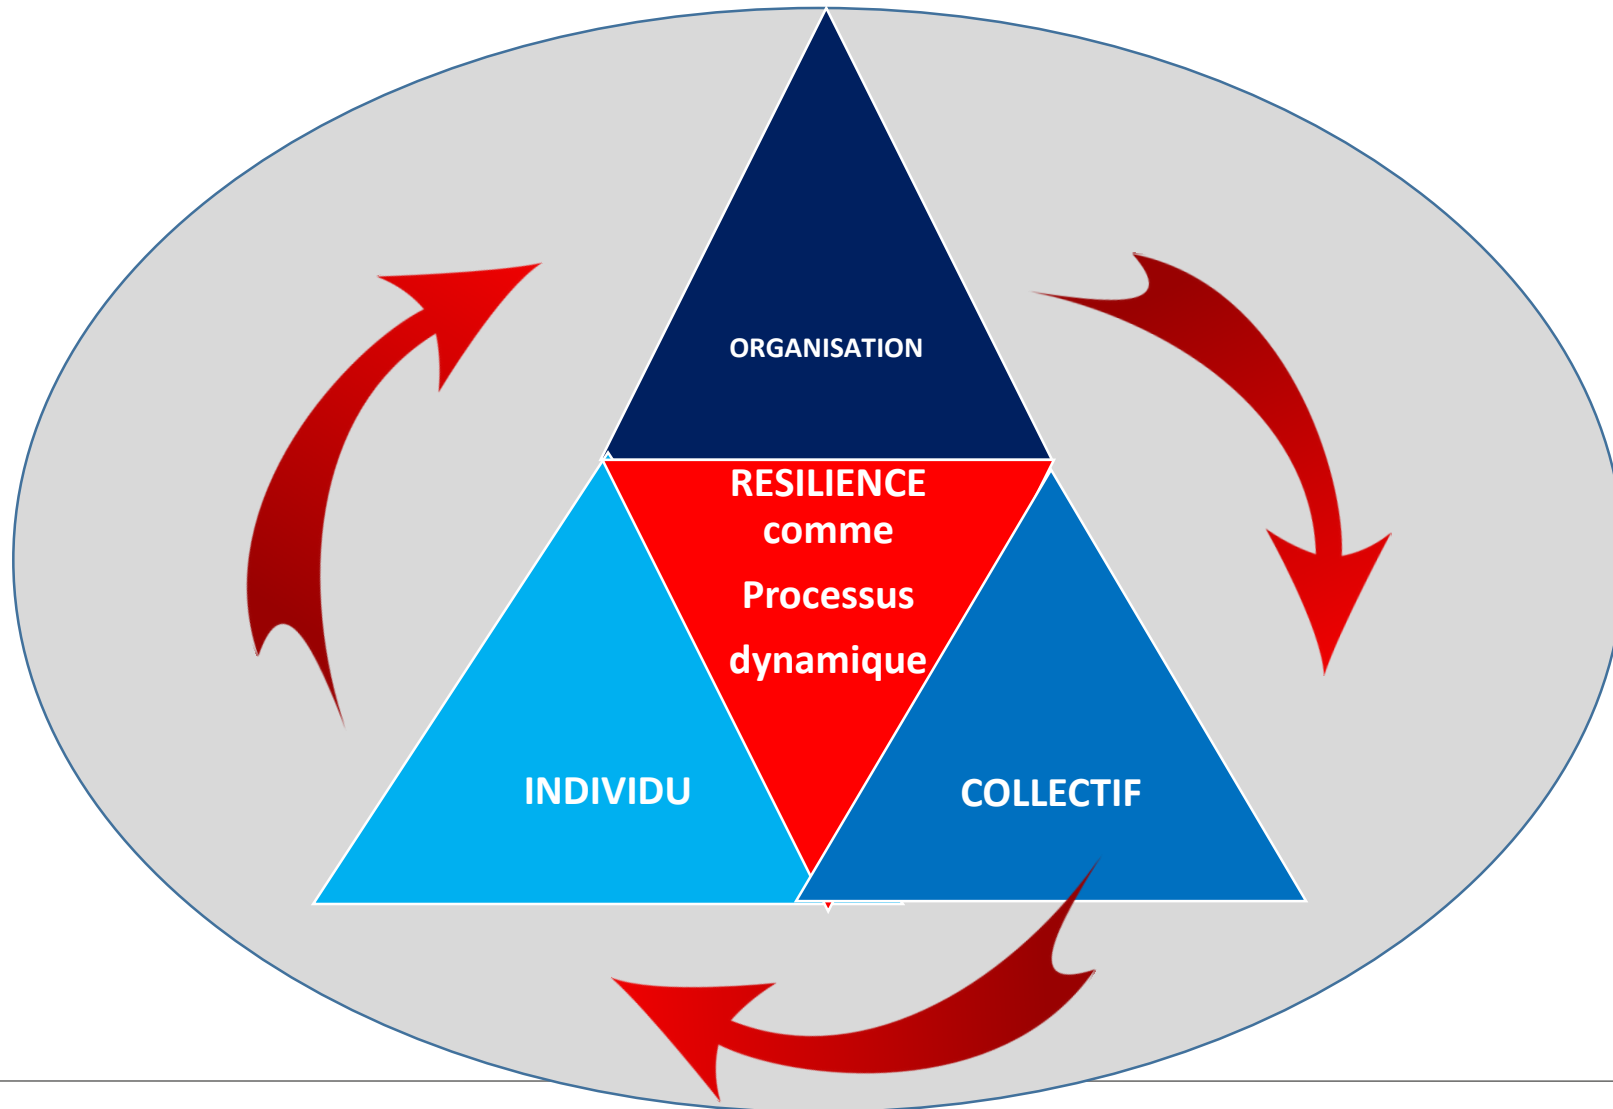 ORGANISATION
RESILIENCE
comme
Processus
dynamique
INDIVIDU
COLLECTIF